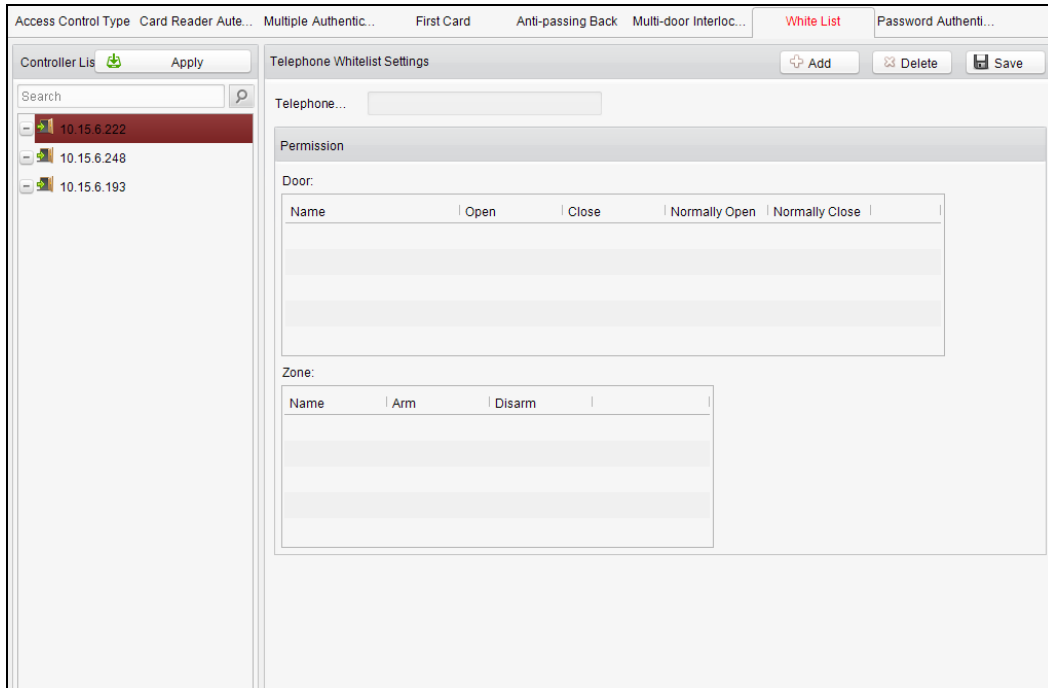 Access Control Type Card Reader Aute... Multiple Authentic... First Card Anti-passing Back Multi-door Interloc... White List Password Authenti...
Controller Lis Apply
Search
10.15.6.222
10.15.6.248
10.15.6.193
Telephone Whitelist Settings Add Delete Save
Telephone...
Permission
Door:
Name Open Close Normally Open Normally Close
Zone:
Name Arm Disarm